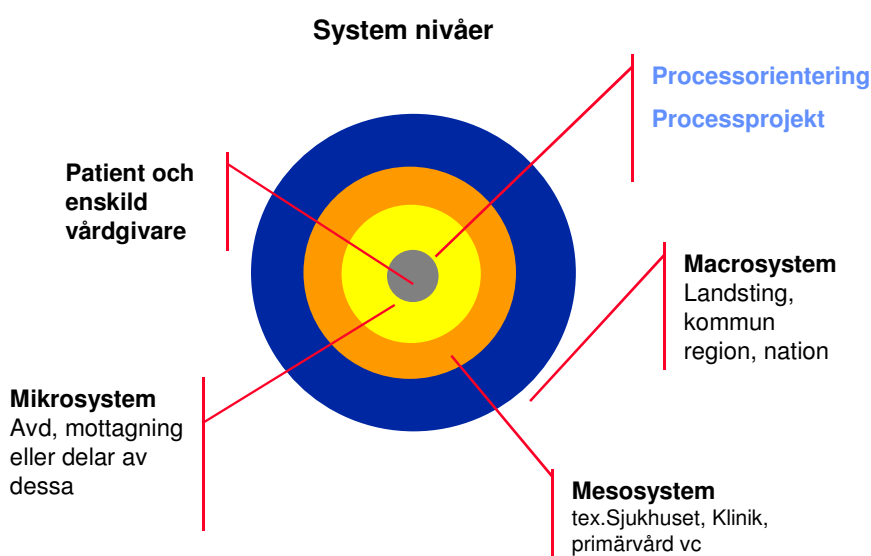 System nivåer
Processorientering
Processprojekt
Patient och
enskild
vårdgivare
Macrosystem
Landsting,
kommun
region, nation
Mikrosystem
Avd, mottagning
eller delar av
dessa
Mesosystem
tex.Sjukhuset, Klinik,
primärvård vc